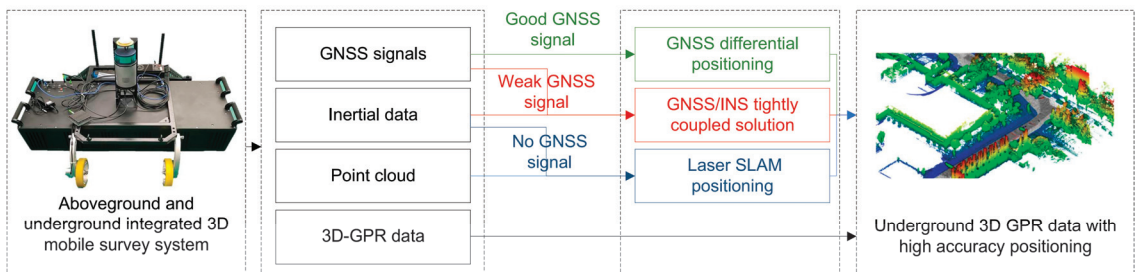 Aboveground and
underground integrated 3D
mobile survey system
GNSS signals
Inertial data
Point cloud
3D-GPR data
Good GNSS
signal
Weak GNSS
signal
No GNSS
signal
GNSS differential
positioning
GNSS/INS tightly
coupled solution
Laser SLAM
positioning
Underground 3D GPR data with
high accuracy positioning